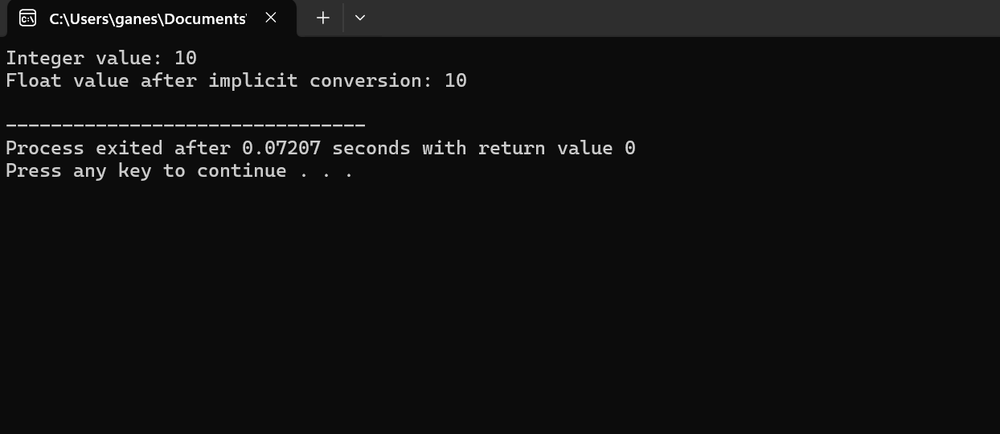 C:\Users\ganes\Documents'
Integer value: 10
Float value after implicit conversion: 10
--------------------------------
Process exited after 0.07207 seconds with return value 0
Press any key to continue . . .